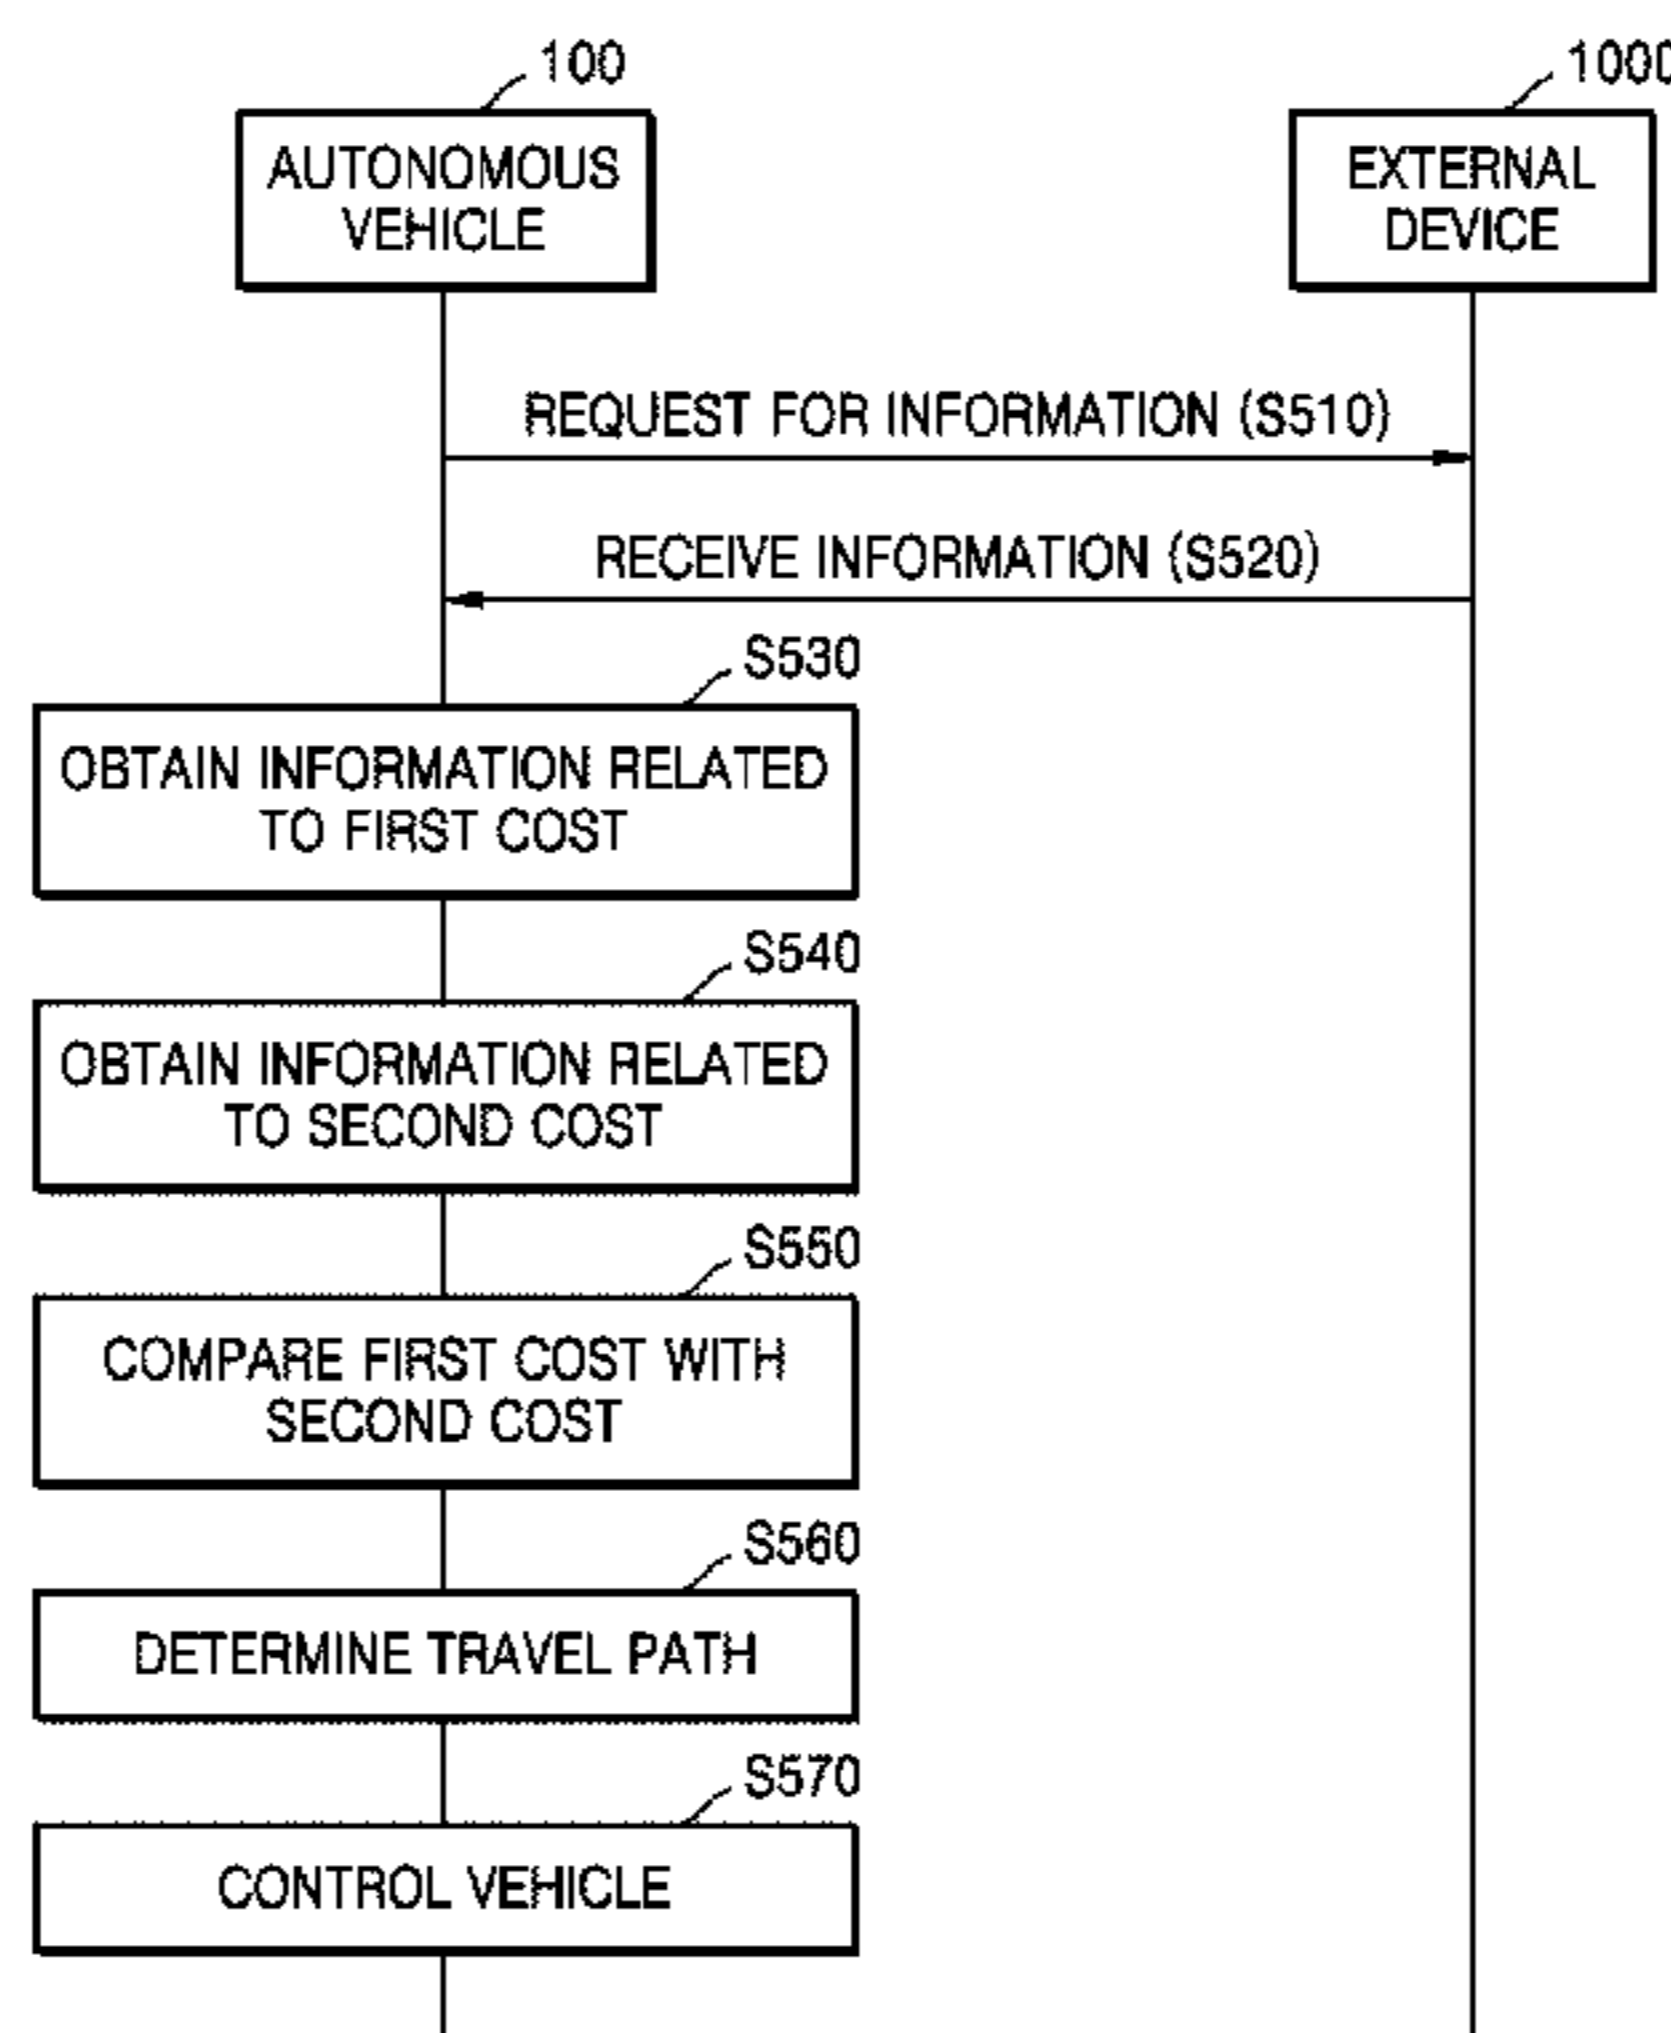 100
1000
AUTONOMOUS
VEHICLE
EXTERNAL
DEVICE
REQUEST FOR INFORMATION (S510)
RECEIVE INFORMATION (S520)
S530
OBTAIN INFORMATION RELATED
TO FIRST COST
S540
OBTAIN INFORMATION RELATED
TO SECOND COST
S550
COMPARE FIRST COST WITH
SECOND COST
S560
DETERMINE TRAVEL PATH
S570
CONTROL VEHICLE